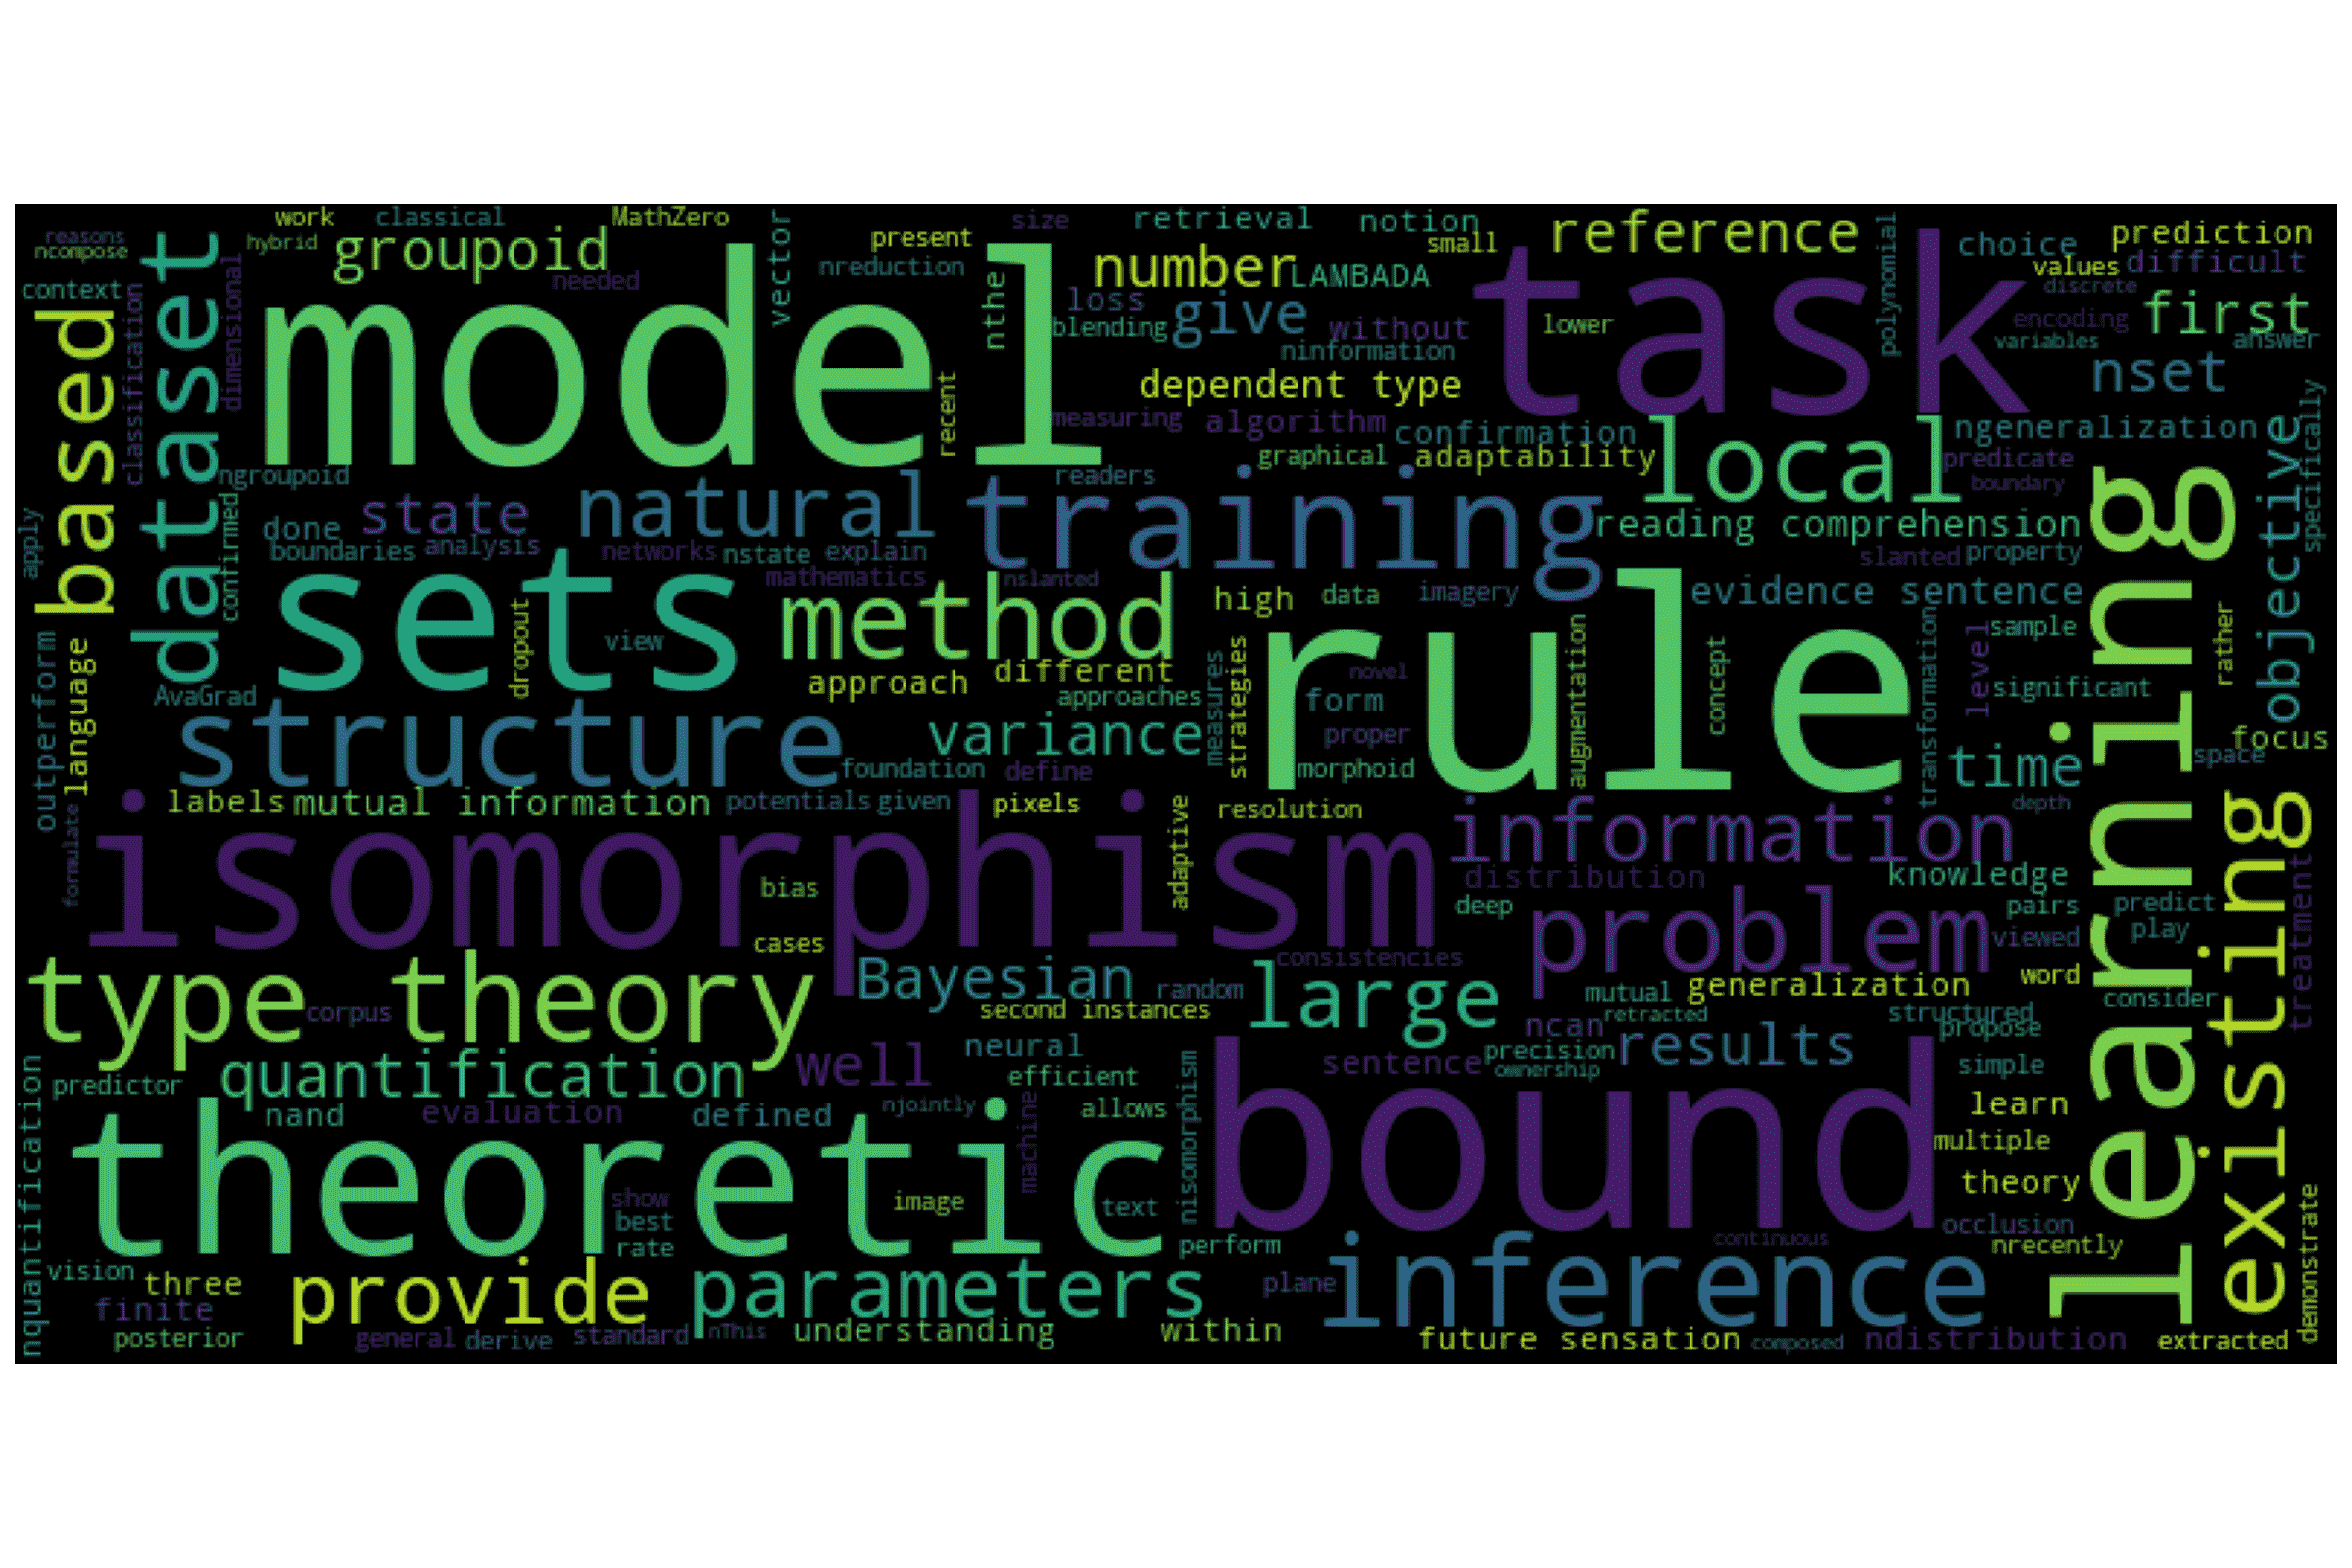 reasons
ncompose
hybrid
work
classical
MathZero
vector
size
retrieval
notion
reference
polynomial
choice
prediction
context
groupoid
needed
present
nreduction
number
LAMBADA
small
values
difficult
discrete
based
classification
dataset
dimensional
model
nthe
recent
loss
blending
give
without
ninformation
lower
task
encoding
variables
first
answer
dependent type
nset
measuring
algorithm
confirmation
graphical
adaptability
local
ngeneralization
predicate
boundary
objective
specifically
ngroupoid
readers
apply
confirmed
state
done
boundaries
analysis
natural
networks
nstate
explain
mathematics
training
nslanted
reading comprehension
slanted
property
learning
sets
dropout
view
method
high
data
imagery
evidence sentence
sample
rather
outperform
language
AvaGrad
approach
different
approaches
measures
strategies
rule
novel
form
proper
morphoid
augmentation
concept
transformation
level
significant
focus
structure
variance
foundation
define
time
space
depth
formulate
labels
mutual information
potentials
given
pixels
adaptive
resolution
information
existing
treatment
isomorphism
bias
cases
distribution
knowledge
deep
problem
pairs
predict
play
viewed
consistencies
type theory
corpus
Bayesian
random
second instances
large
mutual
generalization
retracted
word
structured
consider
propose
nquantification
predictor
quantification
well
neural
efficient
ncan
sentence
precision
ownership
results
simple
nand
evaluation
defined
njointly
machine
allows
nisomorphism
learn
multiple
theoretic
show
best
rate
image
text
perform
bound
theory
occlusion
continuous
nrecently
demonstrate
vision
three
finite
posterior
provide
general
derive
standard
parameters
nThis
understanding
within
plane
inference
future sensation
composed
ndistribution
extracted